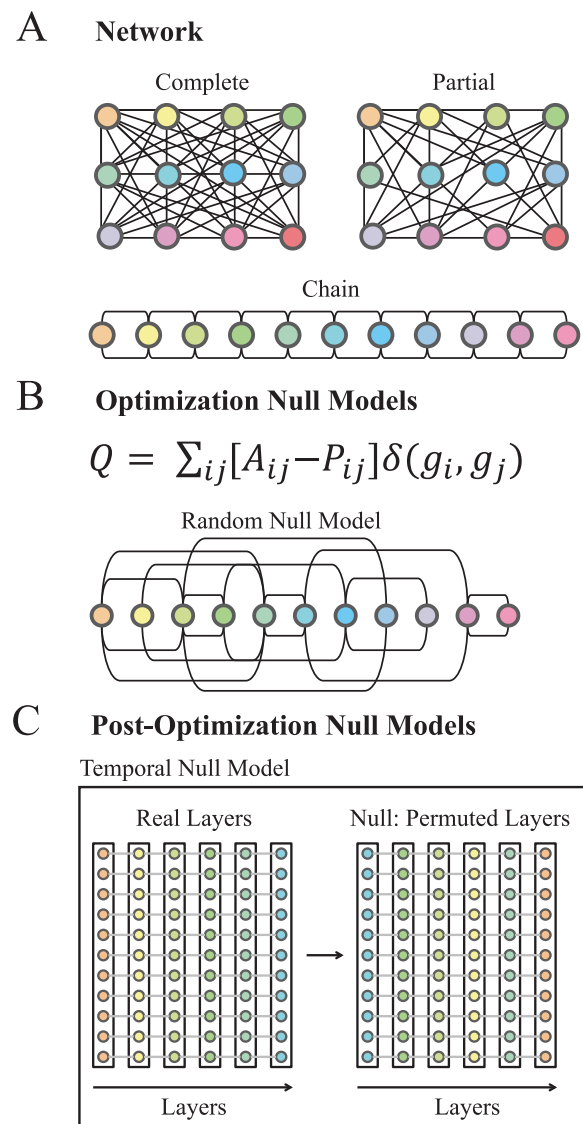 A Network
Complete Partial
Chain
B Optimization Null Models
Q = ∑ij[Aij−Pij]δ(gi, gj)
Random Null Model
C Post-Optimization Null Models
Temporal Null Model
Real Layers Null: Permuted Layers
Layers Layers